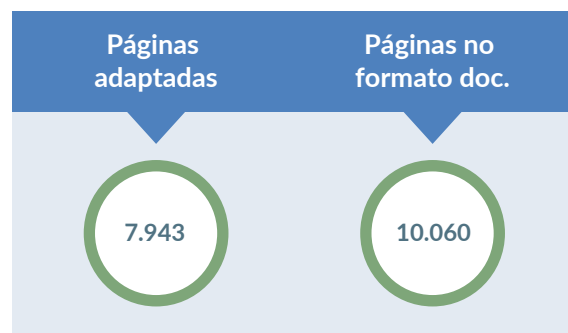 Páginas
adaptadas
Páginas no
formato doc.
7.943
10.060